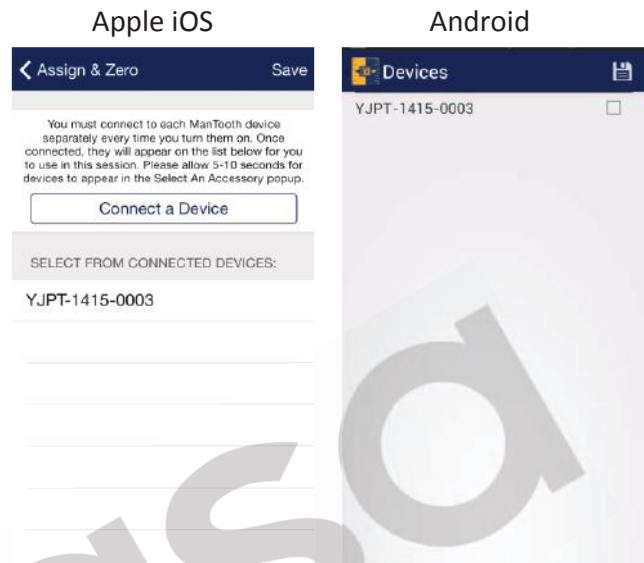 Apple iOS
Android
Assign & Zero
Save
You must connect to each ManTooth device
separately every time you turn them on. Once
connected, they will appear on the list below for you
to use in this session. Please allow 5-10 seconds for
devices to appear in the Select An Accessory popup.
Connect a Device
SELECT FROM CONNECTED DEVICES:
YJPT-1415-0003
Devices
YJPT-1415-0003